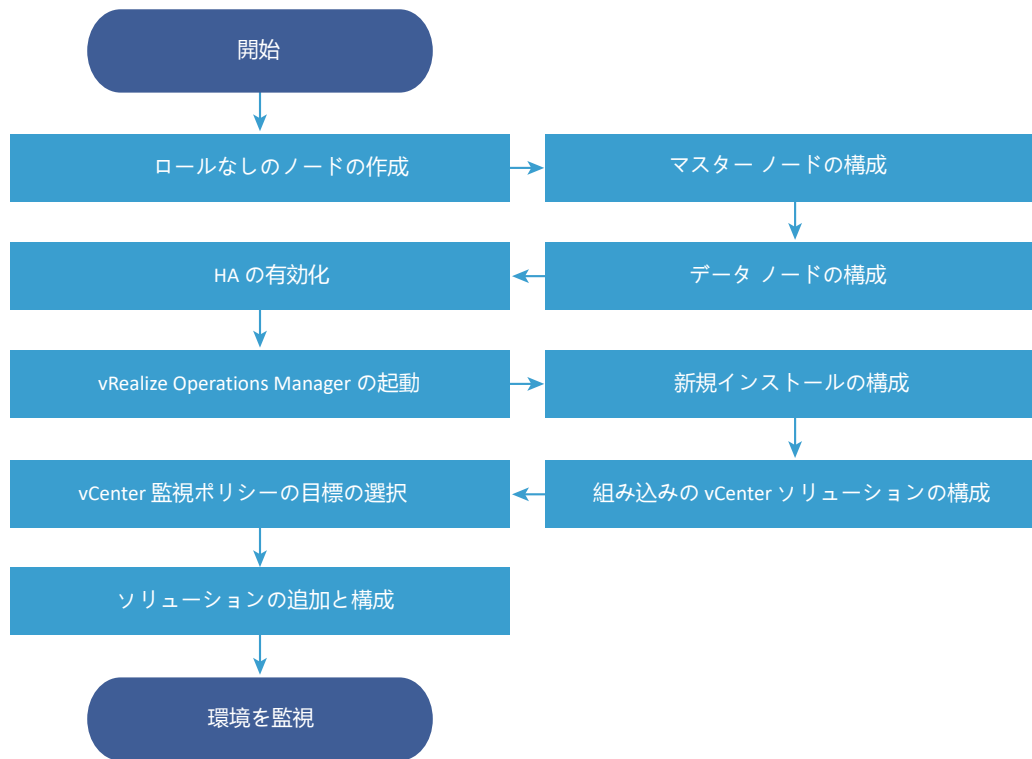 開始
ロールなしのノードの作成
マスター ノードの構成
データ ノードの構成
HA の有効化
vRealize Operations Manager の起動
新規インストールの構成
組み込みの vCenter ソリューションの構成
vCenter 監視ポリシーの目標の選択
ソリューションの追加と構成
環境を監視